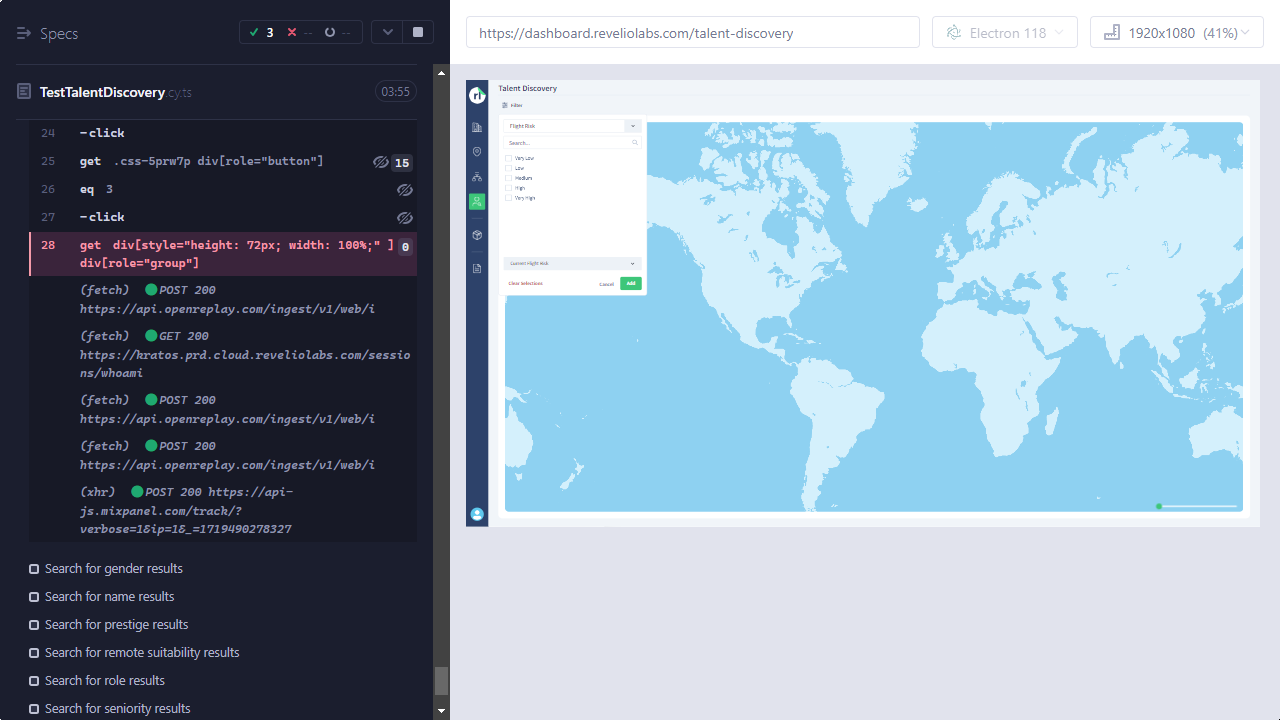 Specs
3
--
--
https://dashboard.reveliolabs.com/talent-discovery
Electron 118
1920x1080 (41%)
TestTalentDiscovery.cy.ts
03:55
24 -click
25 get .css-5prw7p div[role="button"] 15
26 eq 3
27 -click
28 get div[style="height: 72px; width: 100%;" ] 0
div[role="group"]
(fetch) POST 200
https://api.openreplay.com/ingest/v1/web/i
(fetch) GET 200
https://kratos.prd.cloud.reveliolabs.com/sessio
ns/whoami
(fetch) POST 200
https://api.openreplay.com/ingest/v1/web/i
(fetch) POST 200
https://api.openreplay.com/ingest/v1/web/i
(xhr) POST 200 https://api-
js.mixpanel.com/track/?
verbose=1&ip=1&_=1719490278327
Search for gender results
Search for name results
Search for prestige results
Search for remote suitability results
Search for role results
Search for seniority results
rl
Talent Discovery
Filter
Flight Risk
Search...
Very Low
Low
Medium
High
Very High
Current Flight Risk
Clear Selections
Cancel
Add